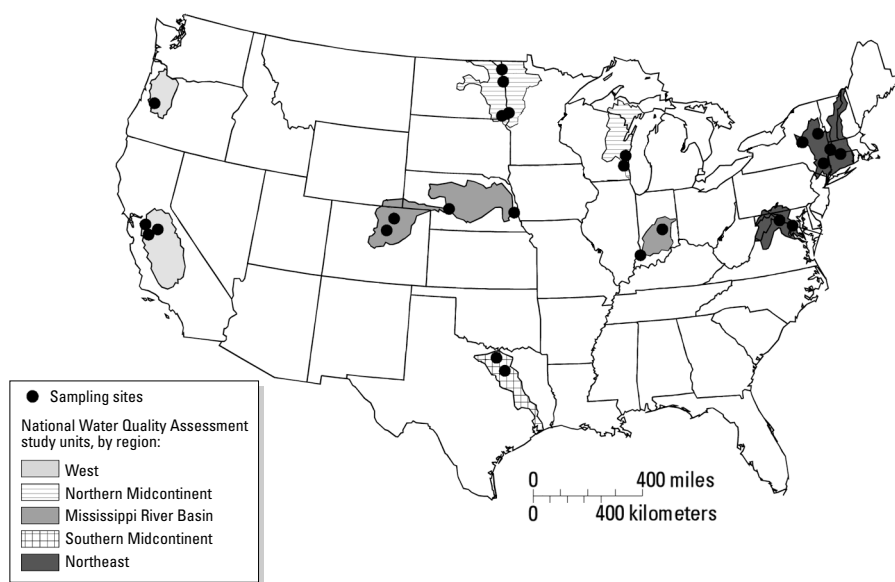 Sampling sites
National Water Quality Assessment
study units, by region:
West
Northern Midcontinent
Mississippi River Basin
Southern Midcontinent
Northeast
0 400 miles
0 400 kilometers